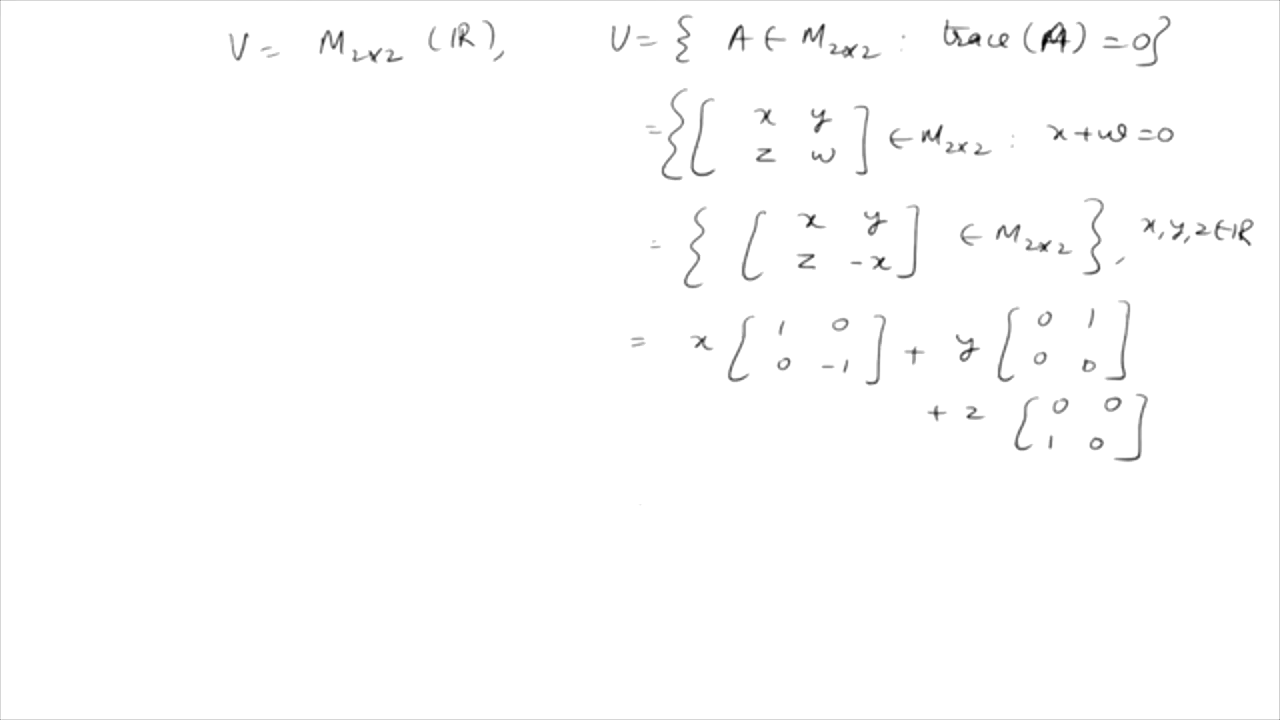 V = M₂ₓ₂ (ℝ), U = { A ∈ M₂ₓ₂ : trace (A) = 0}
= { [ x y ; z w ] ∈ M₂ₓ₂ : x + w = 0
= { [ x y ; z -x ] ∈ M₂ₓ₂ }, x, y, z ∈ ℝ
= x [ 1 0 ; 0 -1 ] + y [ 0 1 ; 0 0 ]
+ z [ 0 0 ; 1 0 ]